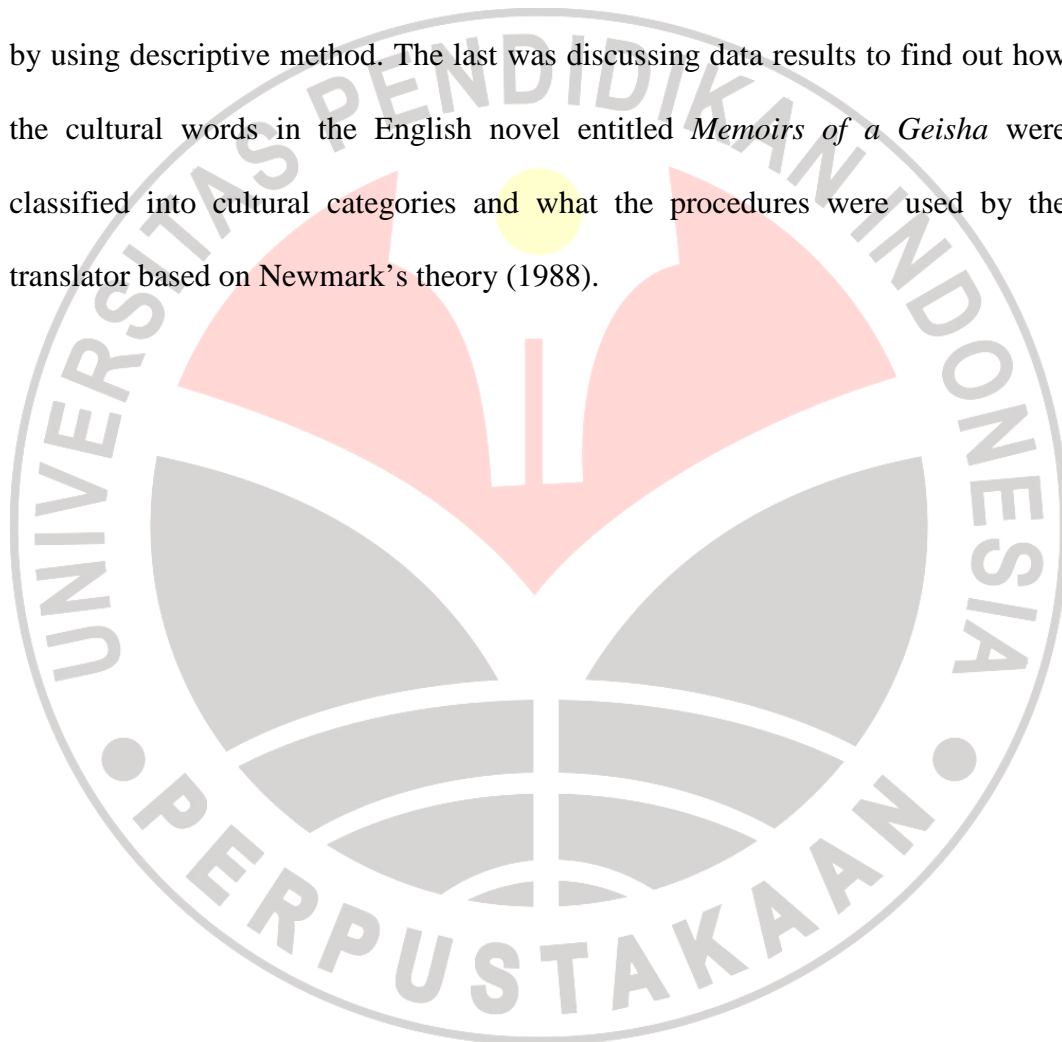 by using descriptive method. The last was discussing data results to find out how
the cultural words in the English novel entitled Memoirs of a Geisha were
classified into cultural categories and what the procedures were used by the
translator based on Newmark’s theory (1988).
UNIVERSITAS PENDIDIKAN INDONESIA
PERPUSTAKAAN